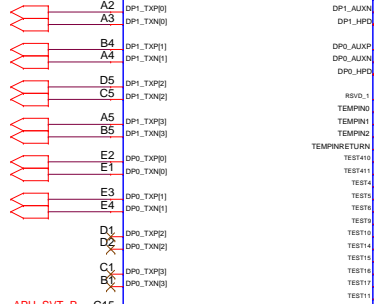 A2 DP1_TXP[0] DP1_AUXN
A3 DP1_TXN[0] DP1_HPD
B4 DP1_TXP[1] DP0_AUXP
A4 DP1_TXN[1] DP0_AUXN
DP0_HPD
D5 DP1_TXP[2]
C5 DP1_TXN[2] RSVD_1
TEMPIN0
A5 DP1_TXP[3] TEMPIN1
B5 DP1_TXN[3] TEMPIN2
TEMPINRETURN
E2 DP0_TXP[0] TEST410
E1 DP0_TXN[0] TEST411
TEST4
E3 DP0_TXP[1] TEST5
E4 DP0_TXN[1] TEST6
TEST9
D1 DP0_TXP[2] TEST10
D2 DP0_TXN[2] TEST14
TEST15
C1 DP0_TXP[3] TEST16
B1 DP0_TXN[3] TEST17
TEST11
C15